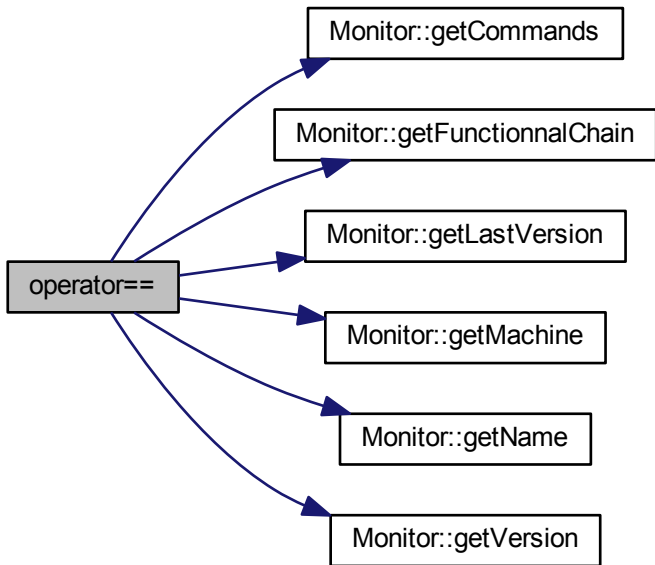 Monitor::getCommands
Monitor::getFunctionnalChain
Monitor::getLastVersion
operator==
Monitor::getMachine
Monitor::getName
Monitor::getVersion